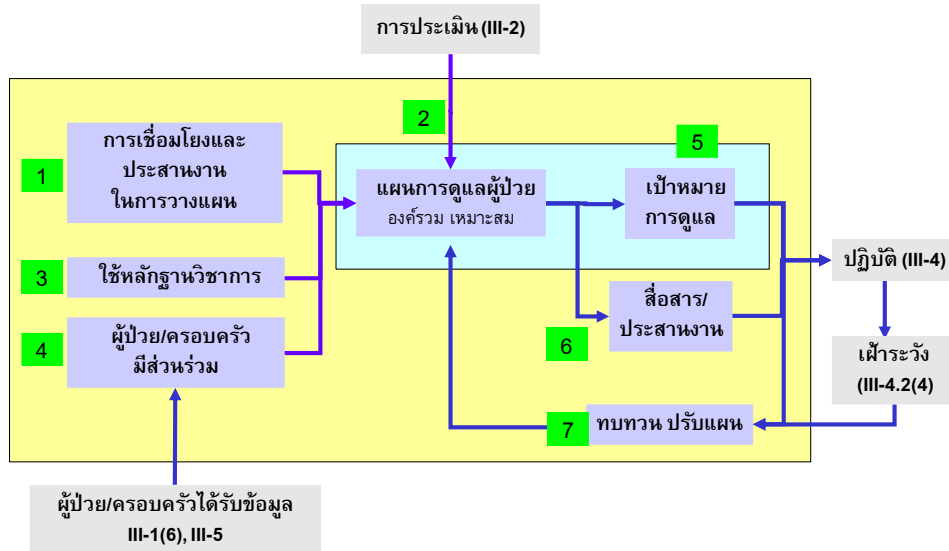 การประเมิน (III-2)
2
5
1
การเชื่อมโยงและ
ประสานงาน
ในการวางแผน
แผนการดูแลผู้ป่วย
องค์รวม เหมาะสม
เป้าหมาย
การดูแล
3
ใช้หลักฐานวิชาการ
ปฏิบัติ (III-4)
4
ผู้ป่วย/ครอบครัว
มีส่วนร่วม
6
สื่อสาร/
ประสานงาน
เฝ้าระวัง
(III-4.2(4)
7
ทบทวน ปรับแผน
ผู้ป่วย/ครอบครัวได้รับข้อมูล
III-1(6), III-5